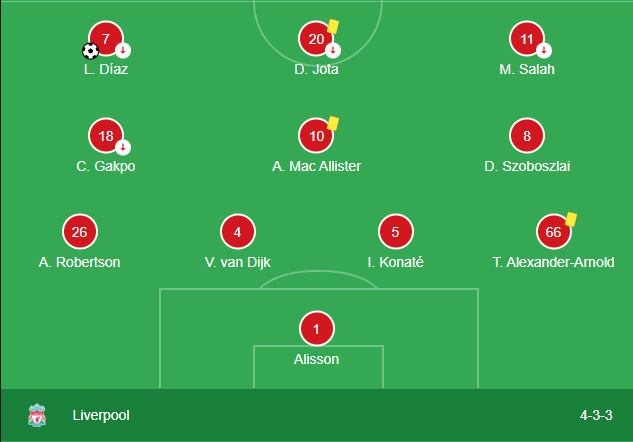 7 20 11
L. Díaz D. Jota M. Salah
18 10 8
C. Gakpo A. Mac Allister D. Szoboszlai
26 4 5 66
A. Robertson V. van Dijk I. Konaté T. Alexander-Arnold
1
Alisson
Liverpool 4-3-3